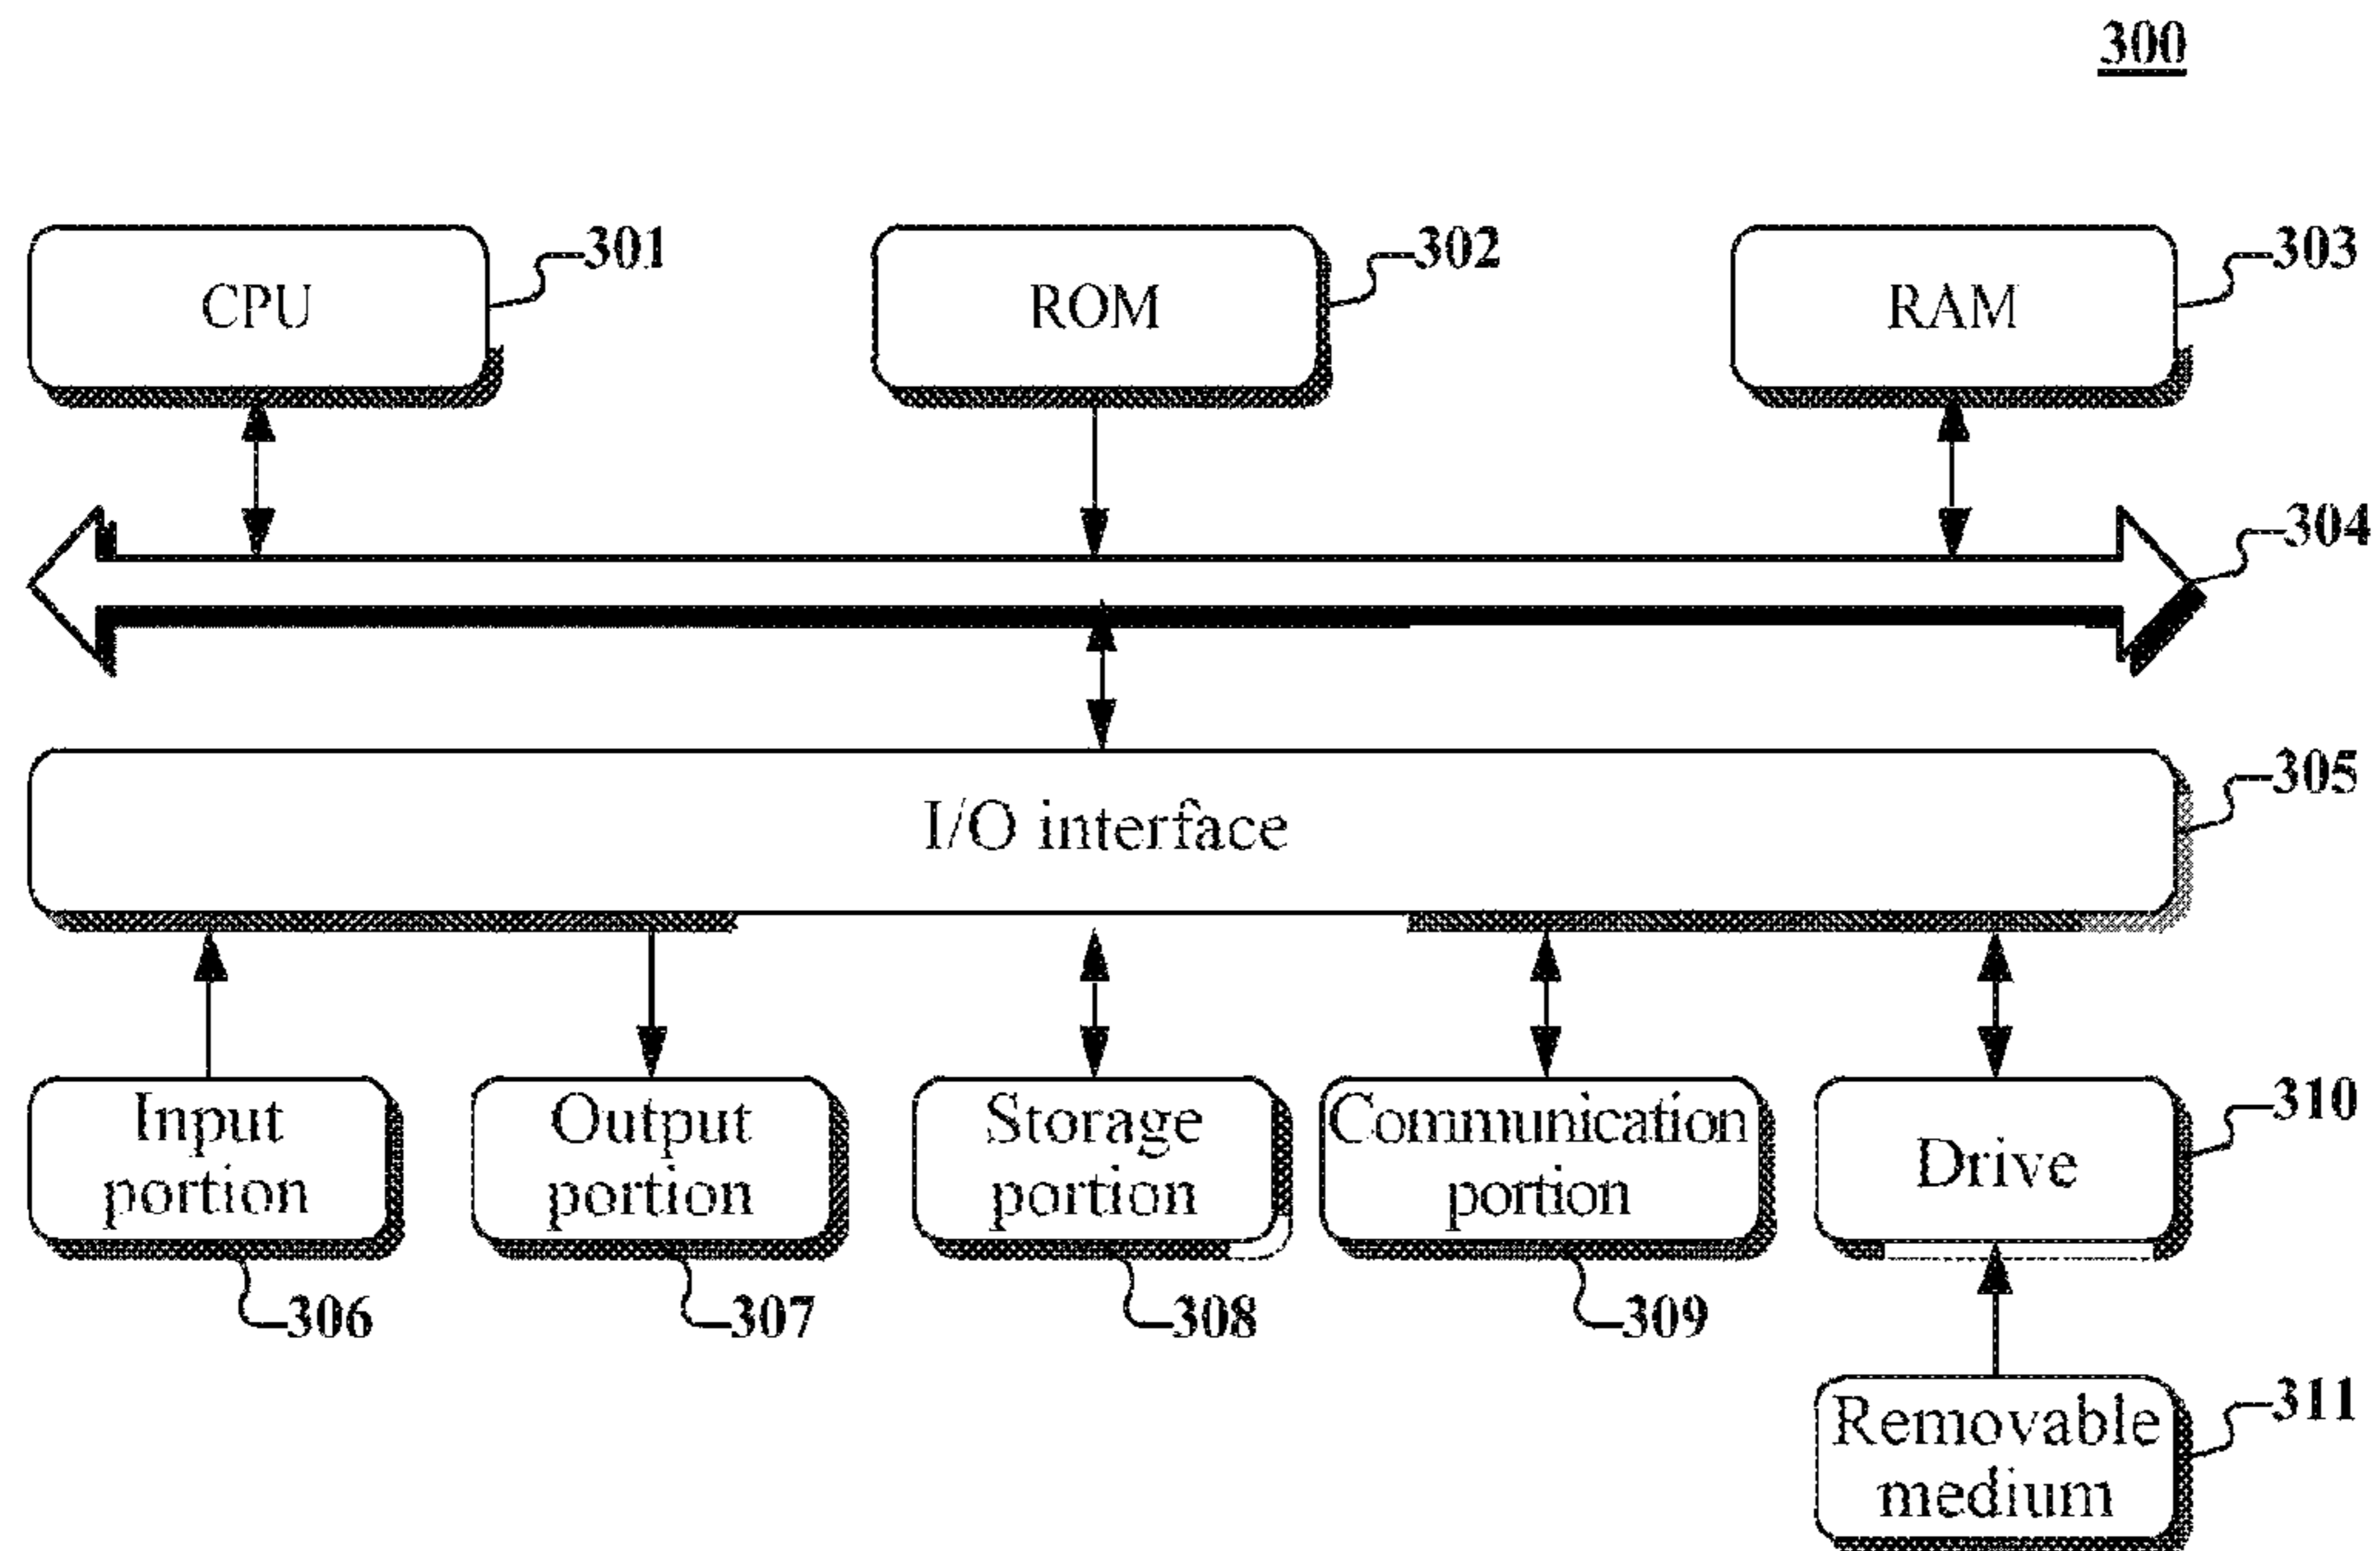 300
CPU
301
ROM
302
RAM
303
304
I/O interface
305
Input
portion
306
Output
portion
307
Storage
portion
308
Communication
portion
309
Drive
310
Removable
medium
311